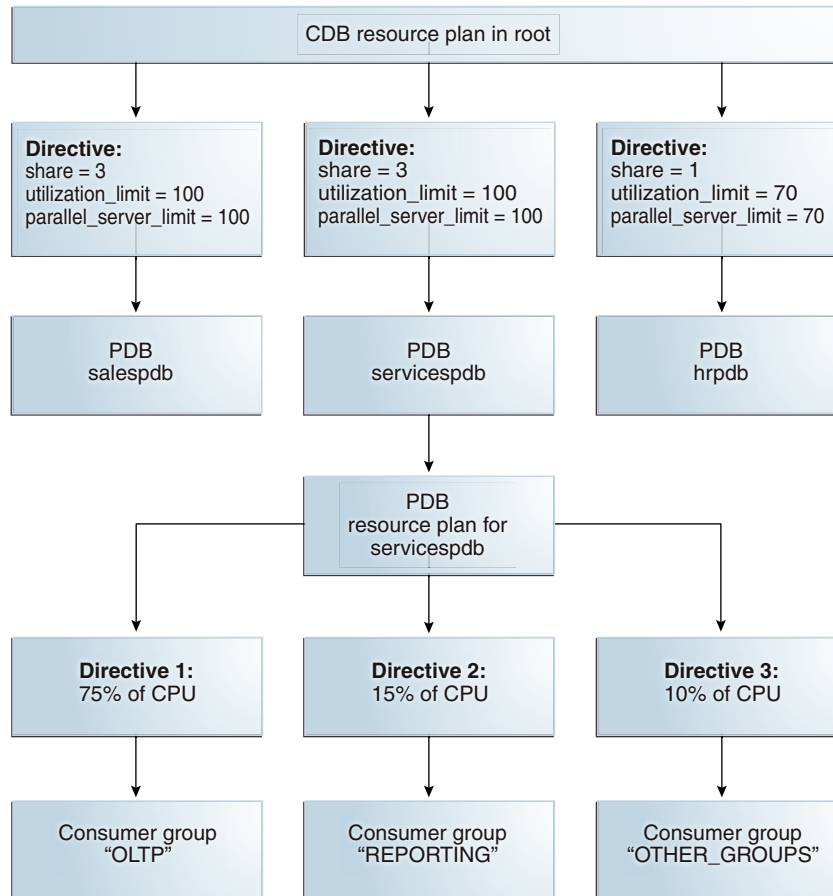 CDB resource plan in root
Directive:
share = 3
utilization_limit = 100
parallel_server_limit = 100
Directive:
share = 3
utilization_limit = 100
parallel_server_limit = 100
Directive:
share = 1
utilization_limit = 70
parallel_server_limit = 70
PDB
salespdb
PDB
servicespdb
PDB
hrpdb
PDB
resource plan for
servicespdb
Directive 1:
75% of CPU
Directive 2:
15% of CPU
Directive 3:
10% of CPU
Consumer group
“OLTP”
Consumer group
“REPORTING”
Consumer group
“OTHER_GROUPS”